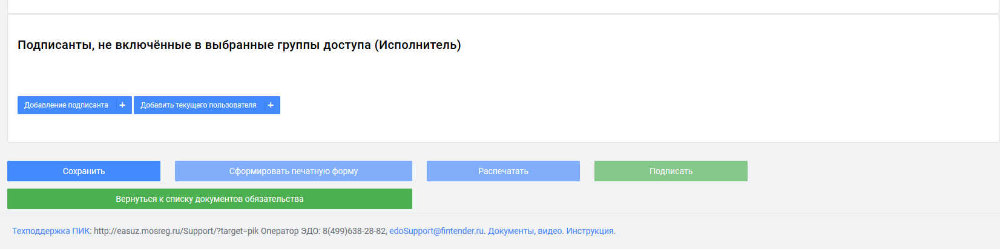 Подписанты, не включённые в выбранные группы доступа (Исполнитель)
Добавление подписанта + Добавить текущего пользователя +
Сохранить Сформировать печатную форму Распечатать Подписать
Вернуться к списку документов обязательства
Техподдержка ПИК: http://easuz.mosreg.ru/Support/?target=pik Оператор ЭДО: 8(499)638-28-82, edoSupport@fintender.ru. Документы, видео. Инструкция.